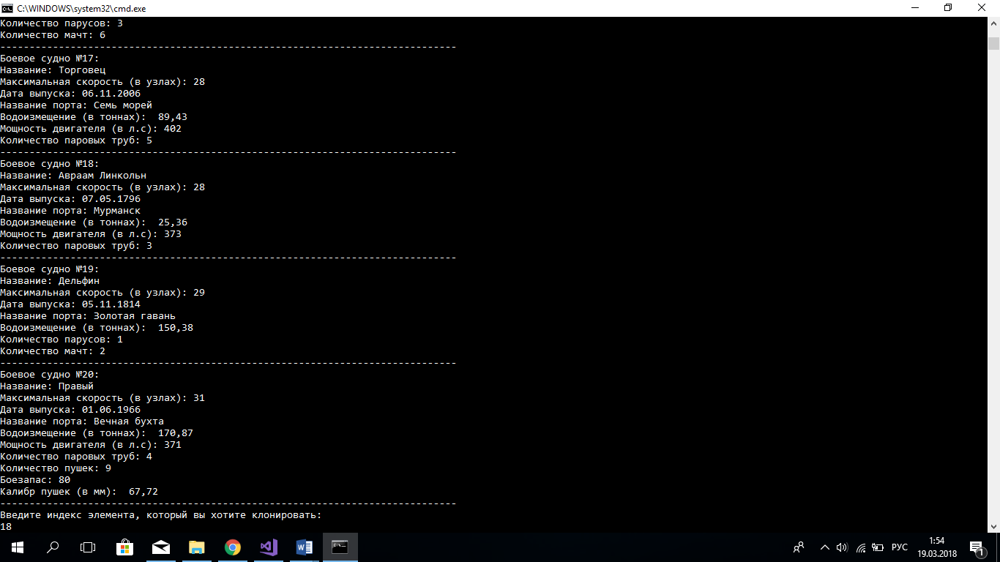 C:\WINDOWS\system32\cmd.exe
Количество парусов: 3
Количество мачт: 6
------------------------------------------------------------------------------
Боевое судно №17:
Название: Торговец
Максимальная скорость (в узлах): 28
Дата выпуска: 06.11.2006
Название порта: Семь морей
Водоизмещение (в тоннах):  89,43
Мощность двигателя (в л.с): 402
Количество паровых труб: 5
------------------------------------------------------------------------------
Боевое судно №18:
Название: Авраам Линкольн
Максимальная скорость (в узлах): 28
Дата выпуска: 07.05.1796
Название порта: Мурманск
Водоизмещение (в тоннах):  25,36
Мощность двигателя (в л.с): 373
Количество паровых труб: 3
------------------------------------------------------------------------------
Боевое судно №19:
Название: Дельфин
Максимальная скорость (в узлах): 29
Дата выпуска: 05.11.1814
Название порта: Золотая гавань
Водоизмещение (в тоннах):  150,38
Количество парусов: 1
Количество мачт: 2
------------------------------------------------------------------------------
Боевое судно №20:
Название: Правый
Максимальная скорость (в узлах): 31
Дата выпуска: 01.06.1966
Название порта: Вечная бухта
Водоизмещение (в тоннах):  170,87
Мощность двигателя (в л.с): 371
Количество паровых труб: 4
Количество пушек: 9
Боезапас: 80
Калибр пушек (в мм):  67,72
------------------------------------------------------------------------------
Введите индекс элемента, который вы хотите клонировать:
18
РУС
1:54
19.03.2018
1